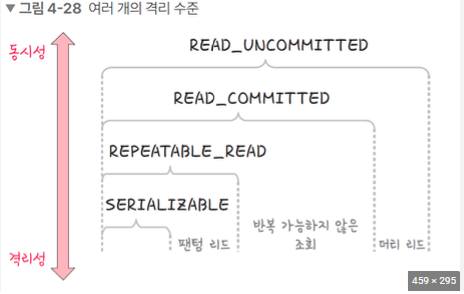 ▼ 그림 4-28 여러 개의 격리 수준
동시성
READ_UNCOMMITTED
READ_COMMITTED
REPEATABLE_READ
SERIALIZABLE
팬텀 리드
반복 가능하지 않은
조회
더티 리드
격리성
459 × 295